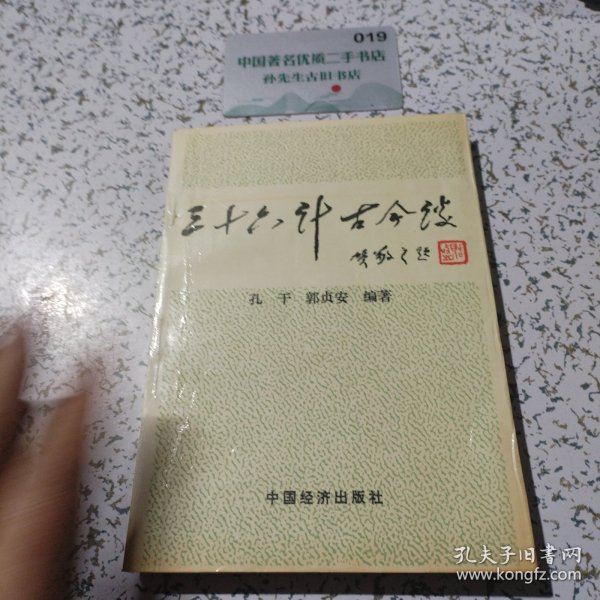 019
中国著名优质二手书店
孙先生古旧书店
三十六计古今谈
孔干 郭贞安 编著
中国经济出版社
孔夫子旧书网
www.kongfz.com